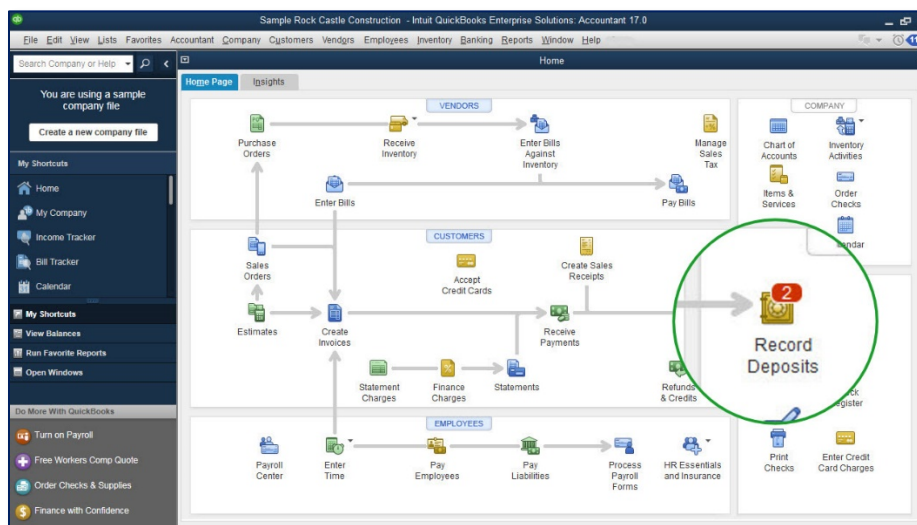 Sample Rock Castle Construction - Intuit QuickBooks Enterprise Solutions: Accountant 17.0
File Edit View Lists Favorites Accountant Company Customers Vendors Employees Inventory Banking Reports Window Help
Search Company or Help
Home
You are using a sample
company file
Create a new company file
My Shortcuts
Home
My Company
Income Tracker
Bill Tracker
Calendar
My Shortcuts
View Balances
Run Favorite Reports
Open Windows
Do More With QuickBooks
Turn on Payroll
Free Workers Comp Quote
Order Checks & Supplies
Finance with Confidence
Home Page Insights
VENDORS
Purchase
Orders
Receive
Inventory
Enter Bills
Against
Inventory
Manage
Sales
Tax
Enter Bills
Pay Bills
CUSTOMERS
Sales
Orders
Accept
Credit Cards
Create Sales
Receipts
Estimates
Create
Invoices
Receive
Payments
Statement
Charges
Finance
Charges
Statements
Refunds
& Credits
EMPLOYEES
Payroll
Center
Enter
Time
Pay
Employees
Pay
Liabilities
Process
Payroll
Forms
HR Essentials
and Insurance
COMPANY
Chart of
Accounts
Inventory
Activities
Items &
Services
Order
Checks
ndar
2
Record
Deposits
egister
Print
Checks
Enter Credit
Card Charges